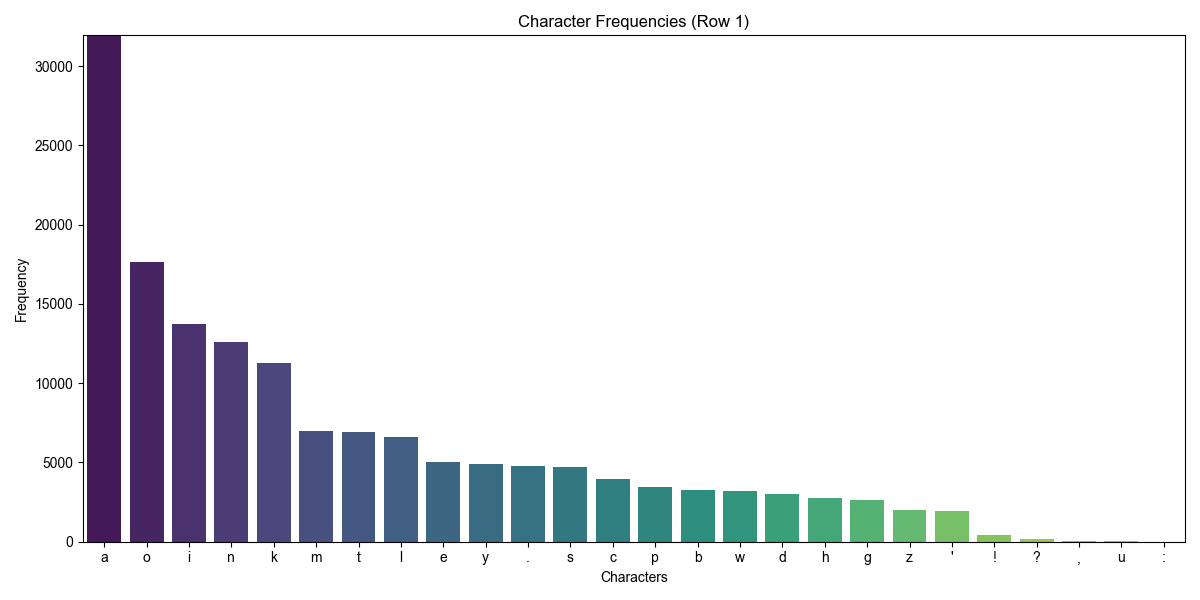 Character Frequencies (Row 1)
30000
25000
20000
15000
10000
5000
0
Frequency
a o i n k m t l e y . s c p b w d h g z ' ! ? , u :
Characters